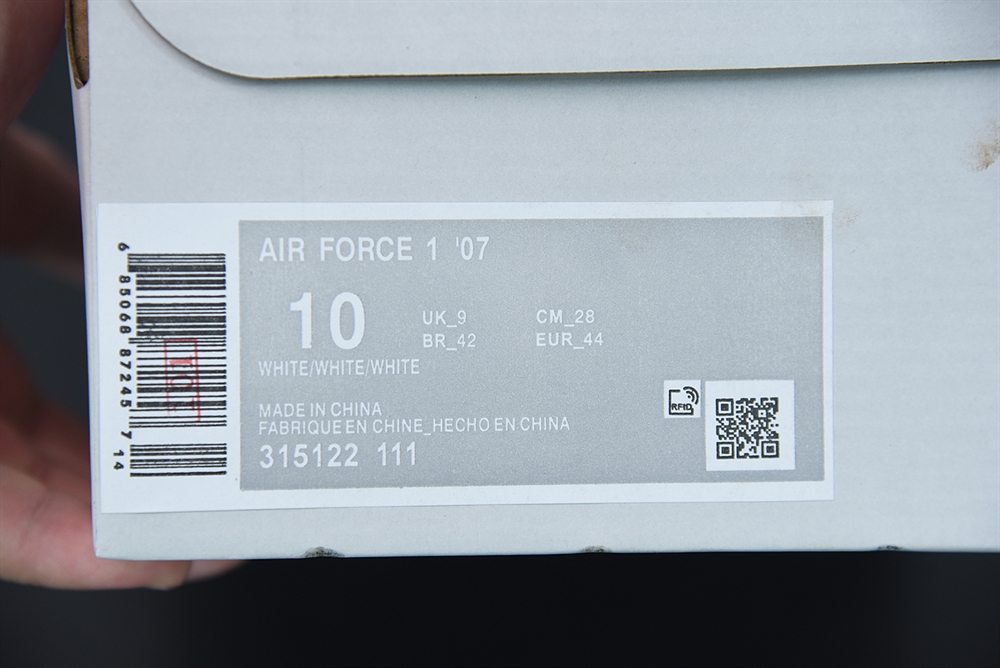 AIR FORCE 1 '07
10
UK_9 CM_28
BR_42 EUR_44
WHITE/WHITE/WHITE
MADE IN CHINA
FABRIQUE EN CHINE_HECHO EN CHINA
315122 111
RFID
6 85068 87245 7 14